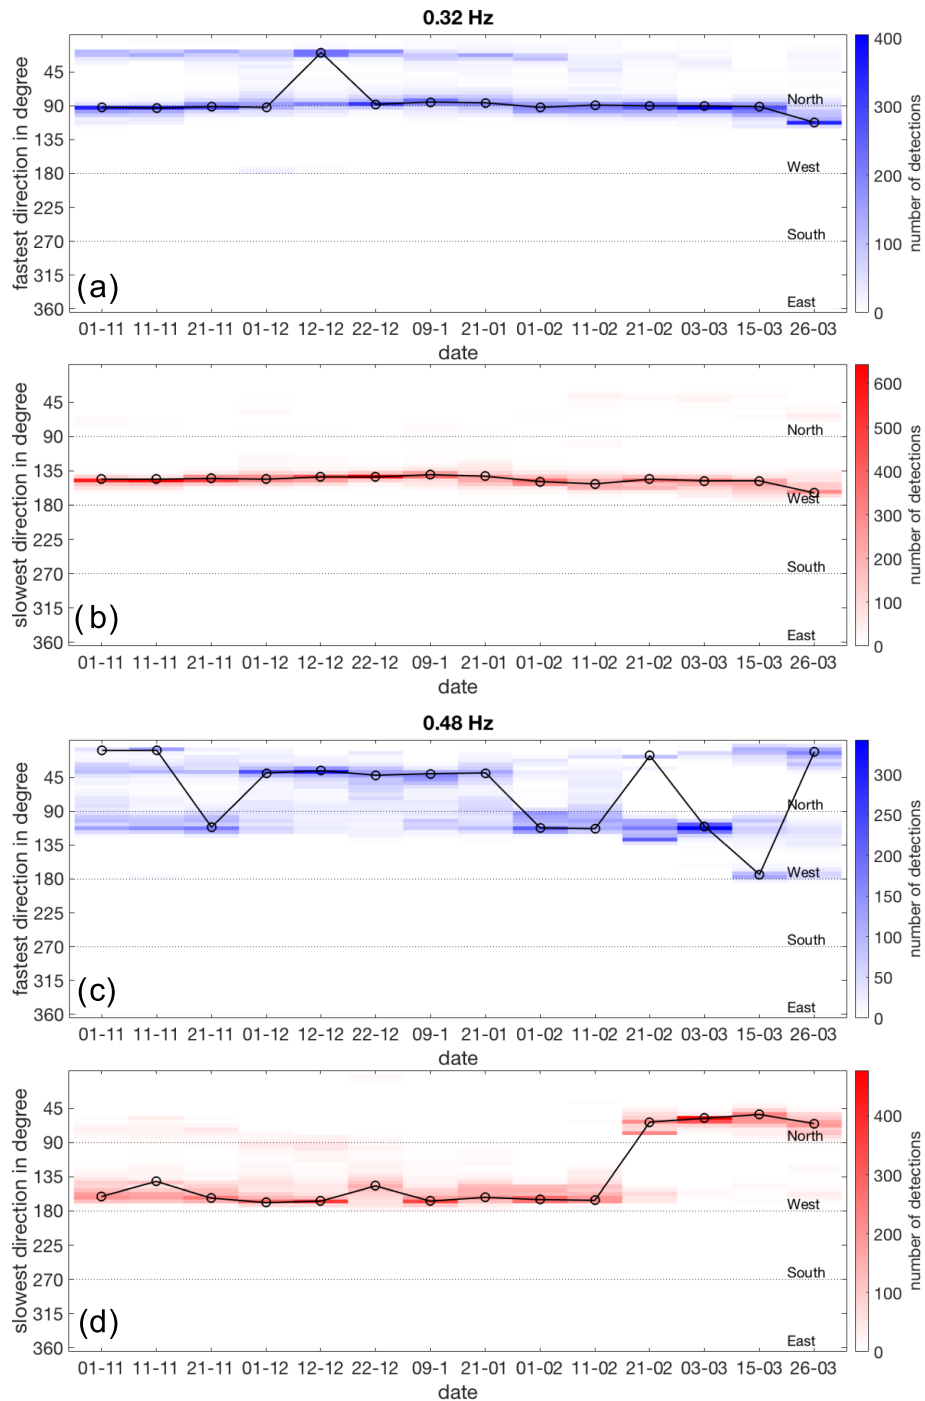 0.32 Hz
fastest direction in degree
45
90
135
180
225
270
315
360
North
West
South
East
(a)
01-11 11-11 21-11 01-12 12-12 22-12 09-1 21-01 01-02 11-02 21-02 03-03 15-03 26-03
date
400
300
200
100
0
number of detections
slowest direction in degree
45
90
135
180
225
270
315
360
North
West
South
East
(b)
01-11 11-11 21-11 01-12 12-12 22-12 09-1 21-01 01-02 11-02 21-02 03-03 15-03 26-03
date
600
500
400
300
200
100
0
number of detections
0.48 Hz
fastest direction in degree
45
90
135
180
225
270
315
360
North
West
South
East
(c)
01-11 11-11 21-11 01-12 12-12 22-12 09-1 21-01 01-02 11-02 21-02 03-03 15-03 26-03
date
300
250
200
150
100
50
0
number of detections
slowest direction in degree
45
90
135
180
225
270
315
360
North
West
South
East
(d)
01-11 11-11 21-11 01-12 12-12 22-12 09-1 21-01 01-02 11-02 21-02 03-03 15-03 26-03
date
400
300
200
100
0
number of detections